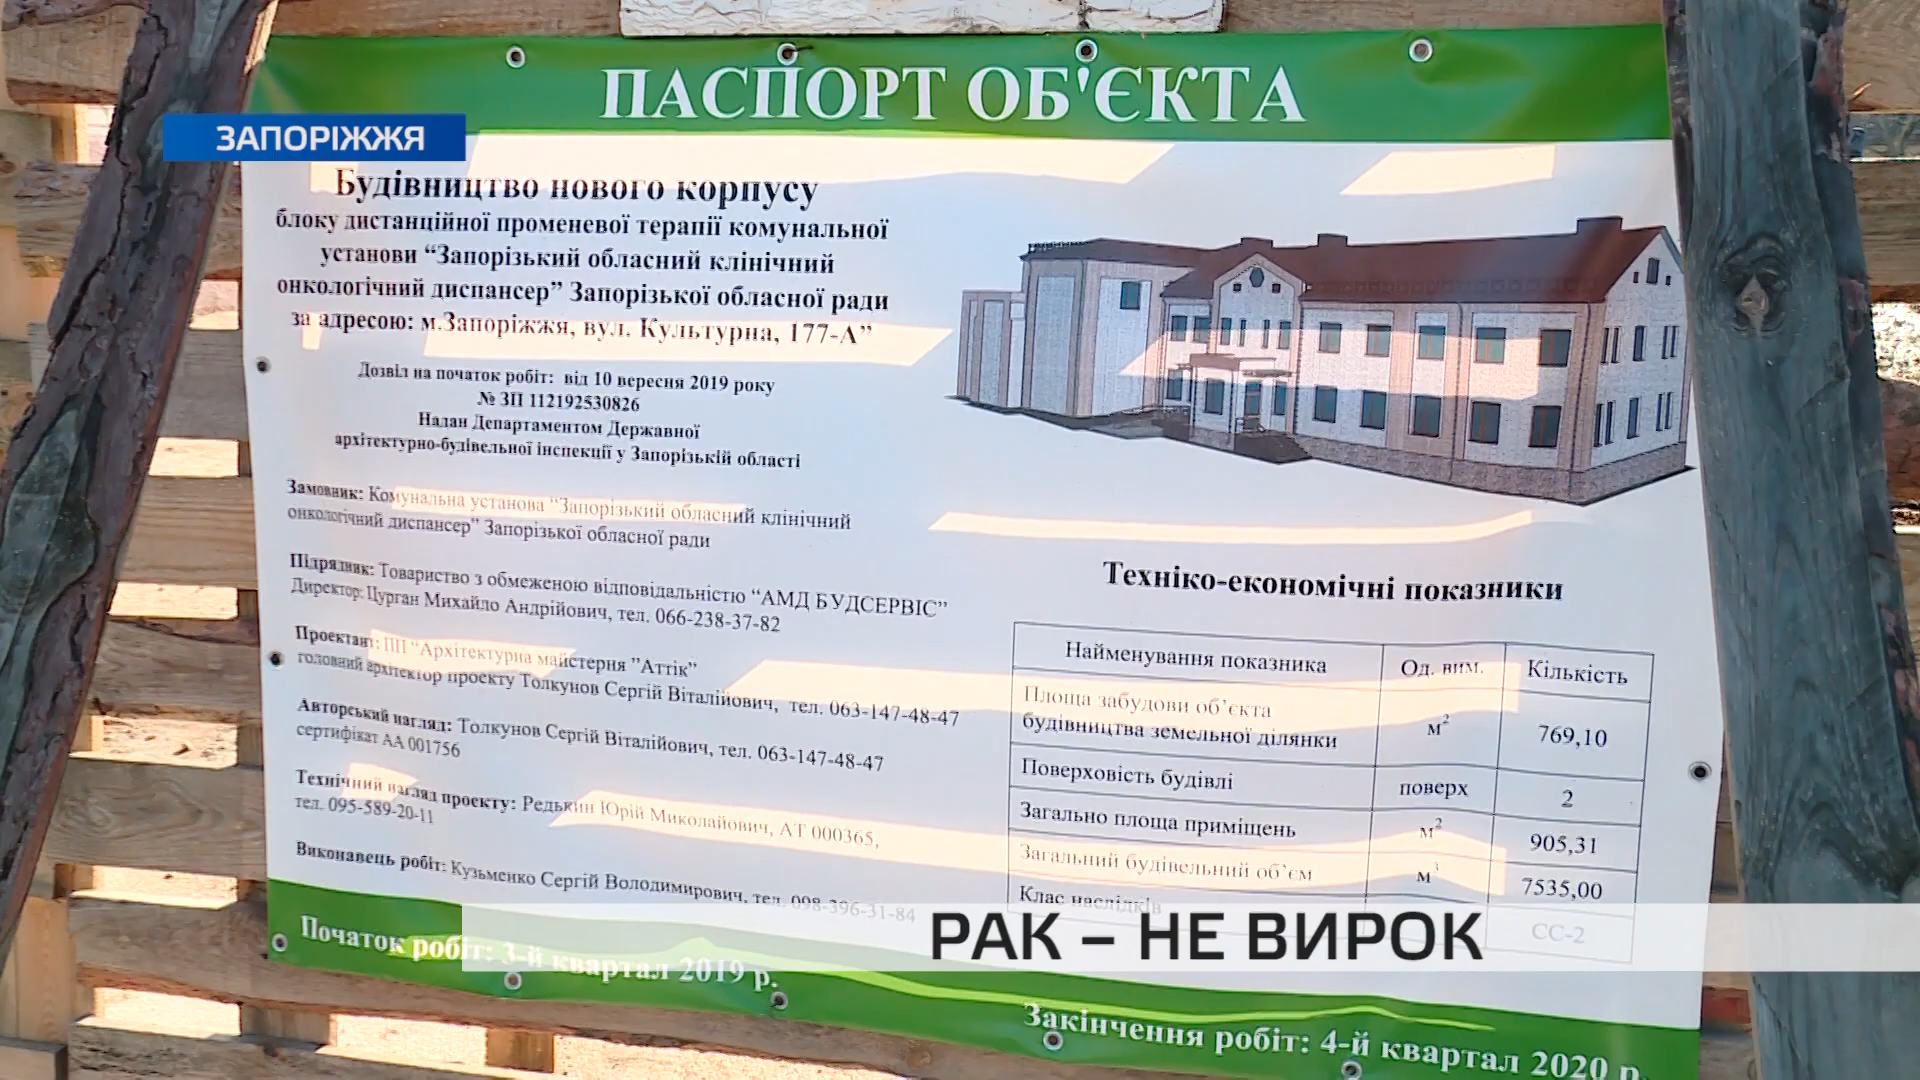 ПАСПОРТ ОБ'ЄКТА
ЗАПОРІЖЖЯ
Будівництво нового корпусу
блоку дистанційної променевої терапії комунальної
установи “Запорізький обласний клінічний
онкологічний диспансер” Запорізької обласної ради
за адресою: м.Запоріжжя, вул. Культурна, 177-А”
Дозвіл на початок робіт: від 10 вересня 2019 року
№ ЗП 112192530826
Надан Департаментом Державної
архітектурно-будівельної інспекції у Запорізькій області
Замовник: Комунальна установа “Запорізький обласний клінічний
онкологічний диспансер” Запорізької обласної ради
Підрядник: Товариство з обмеженою відповідальністю “АМД БУДСЕРВІС”
Директор: Цурган Михайло Андрійович, тел. 066-238-37-82
Проектант: ПП “Архітектурна майстерня ”Аттік”
головний архітектор проекту Толкунов Сергій Віталійович, тел. 063-147-48-47
Авторський нагляд: Толкунов Сергій Віталійович, тел. 063-147-48-47
сертифікат АА 001756
Технічний нагляд проекту: Редькин Юрій Миколайович, АТ 000365,
тел. 095-589-20-11
Виконавець робіт: Кузьменко Сергій Володимирович, тел. 098-396-31-84
Техніко-економічні показники
Найменування показника Од. вим. Кількість
Площа забудови об’єкта
будівництва земельної ділянки м² 769,10
Поверховість будівлі поверх 2
Загально площа приміщень м² 905,31
Загальний будівельний об’єм м³ 7535,00
Клас наслідків СС-2
РАК – НЕ ВИРОК
Початок робіт: 3-й квартал 2019 р.
Закінчення робіт: 4-й квартал 2020 р.